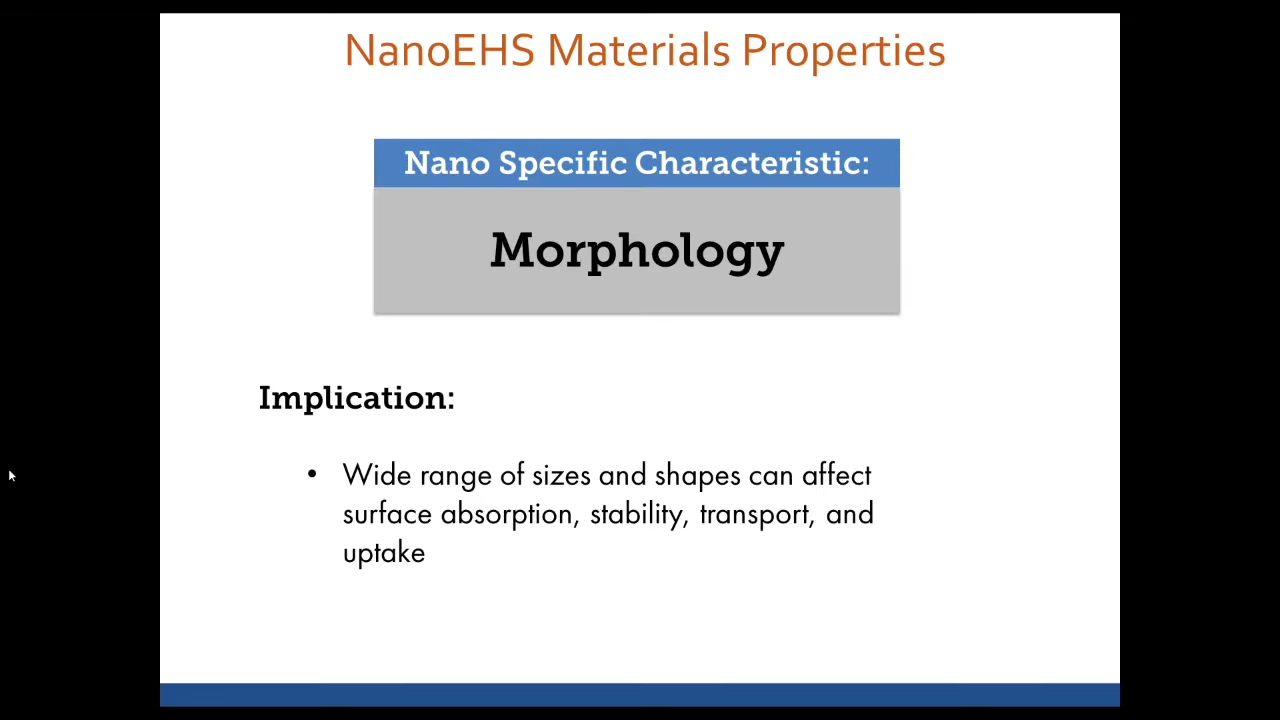 NanoEHS Materials Properties
Nano Specific Characteristic:
Morphology
Implication:
• Wide range of sizes and shapes can affect
surface absorption, stability, transport, and
uptake